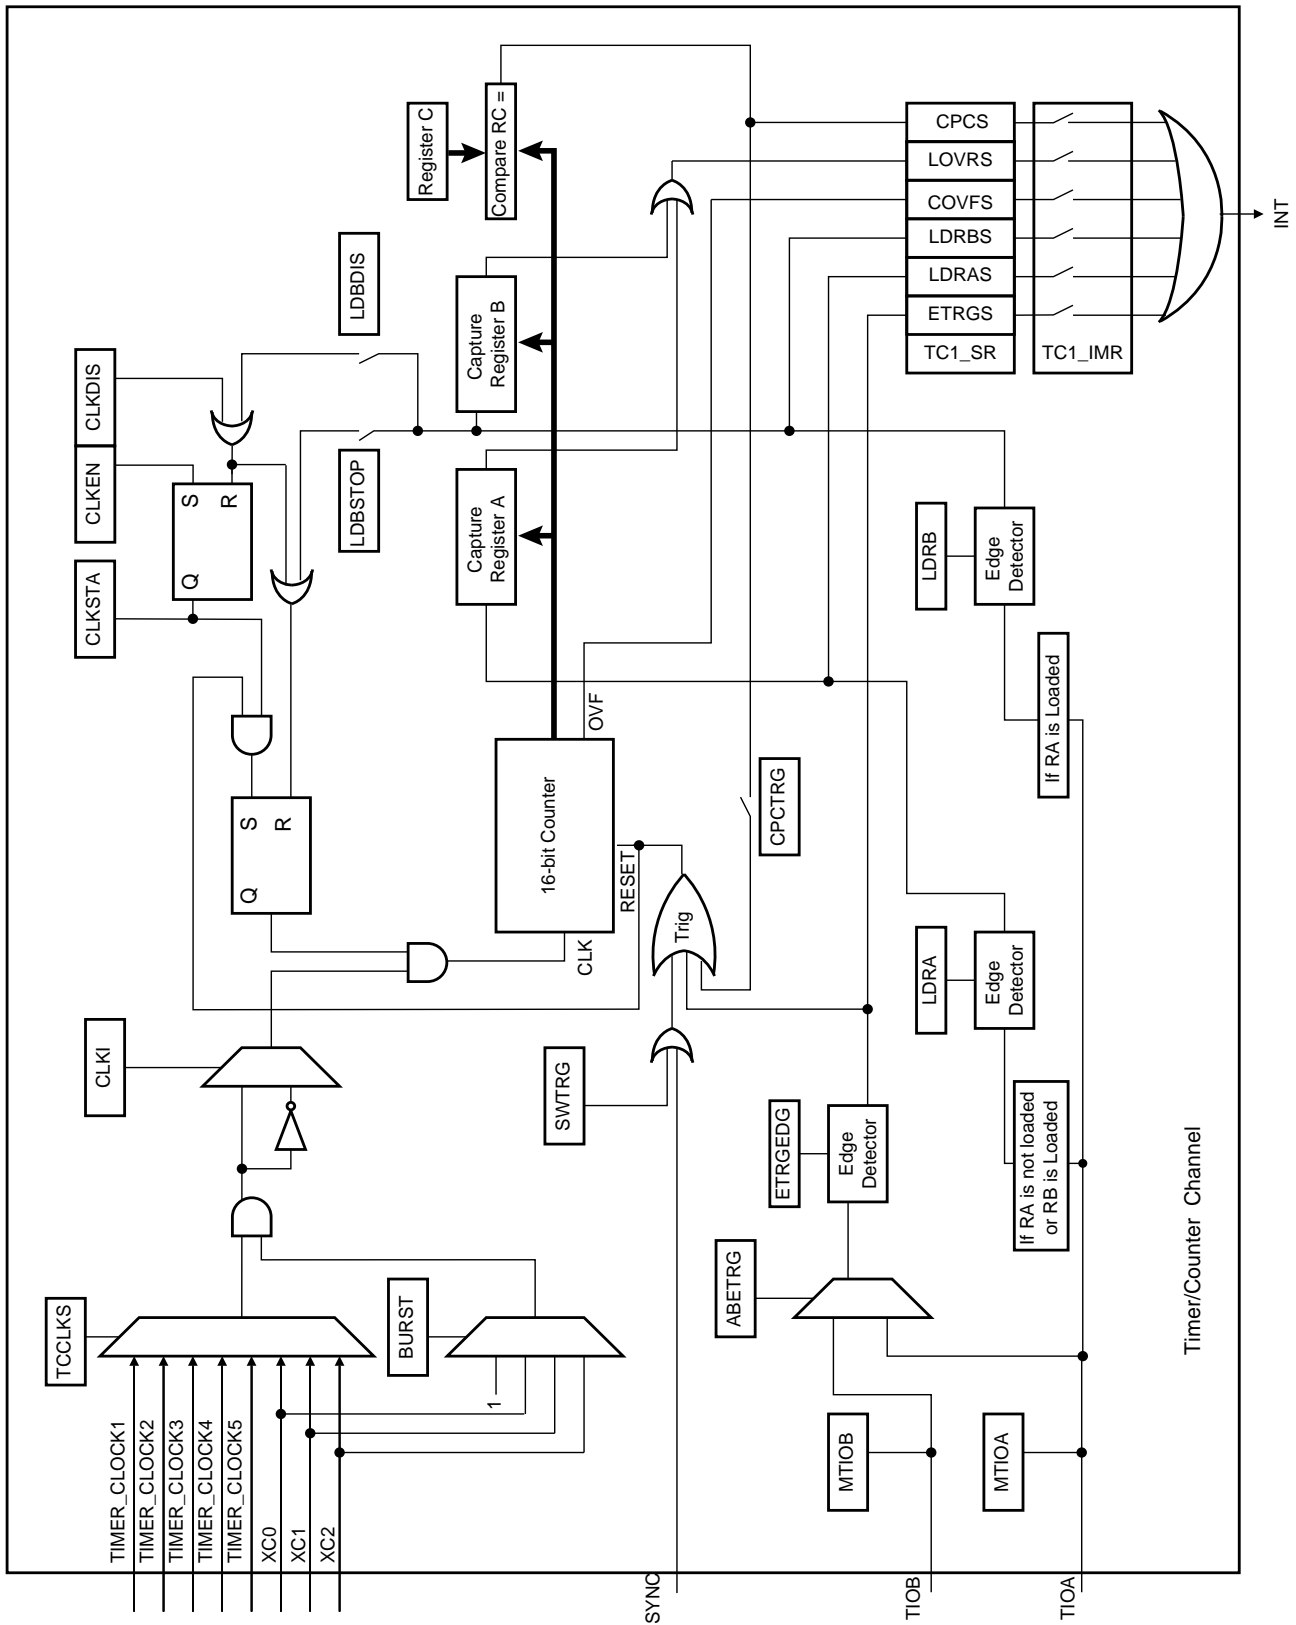 TCCLKS
TIMER_CLOCK1
TIMER_CLOCK2
TIMER_CLOCK3
TIMER_CLOCK4
TIMER_CLOCK5
XC0
XC1
XC2
BURST
1
CLKI
CLKSTA
CLKEN
CLKDIS
Q
S
R
Q
S
R
LDBSTOP
LDBDIS
SYNC
SWTRG
Trig
CLK
RESET
16-bit Counter
OVF
Capture
Register A
Capture
Register B
Register C
Compare RC =
CPCTRG
ABETRG
ETRGEDG
Edge
Detector
MTIOB
TIOB
MTIOA
TIOA
If RA is not loaded
or RB is Loaded
LDRA
Edge
Detector
If RA is Loaded
LDRB
Edge
Detector
CPCS
LOVRS
COVFS
LDRBS
LDRAS
ETRGS
TC1_SR
TC1_IMR
INT
Timer/Counter Channel